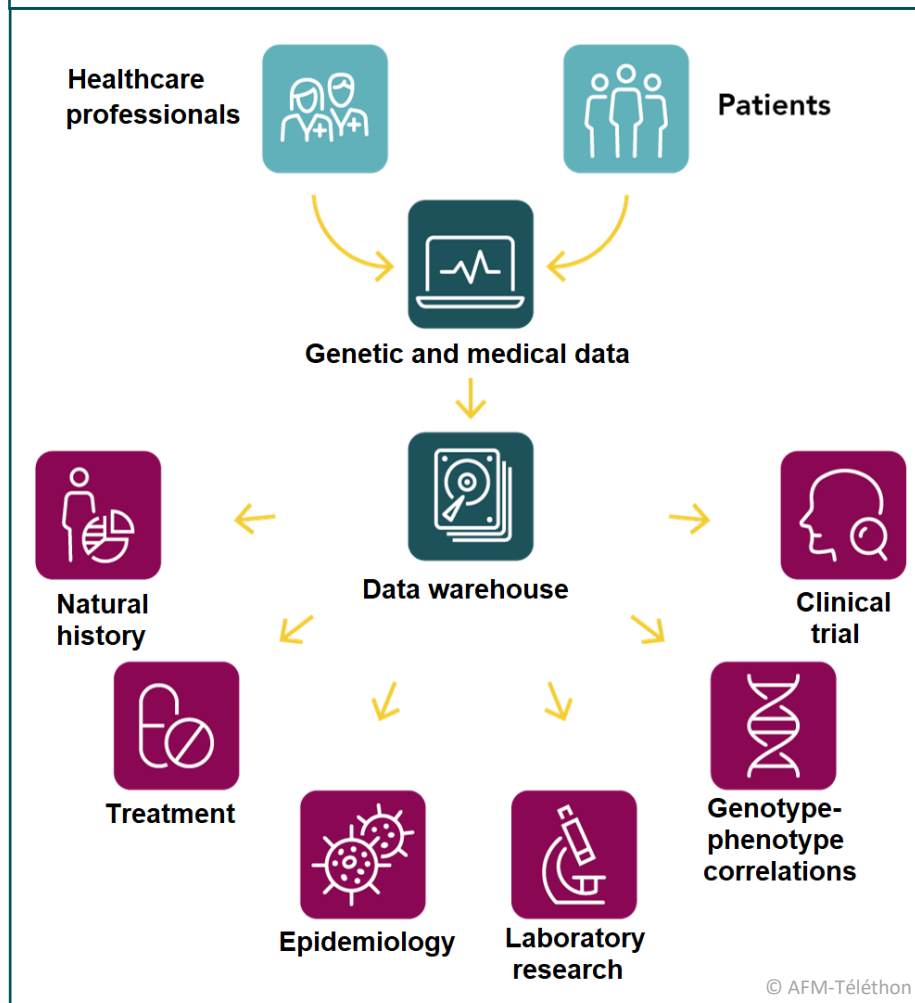 Healthcare
professionals
Patients
Genetic and medical data
Data warehouse
Natural
history
Clinical
trial
Treatment
Genotype-
phenotype
correlations
Epidemiology
Laboratory
research
© AFM-Téléthon